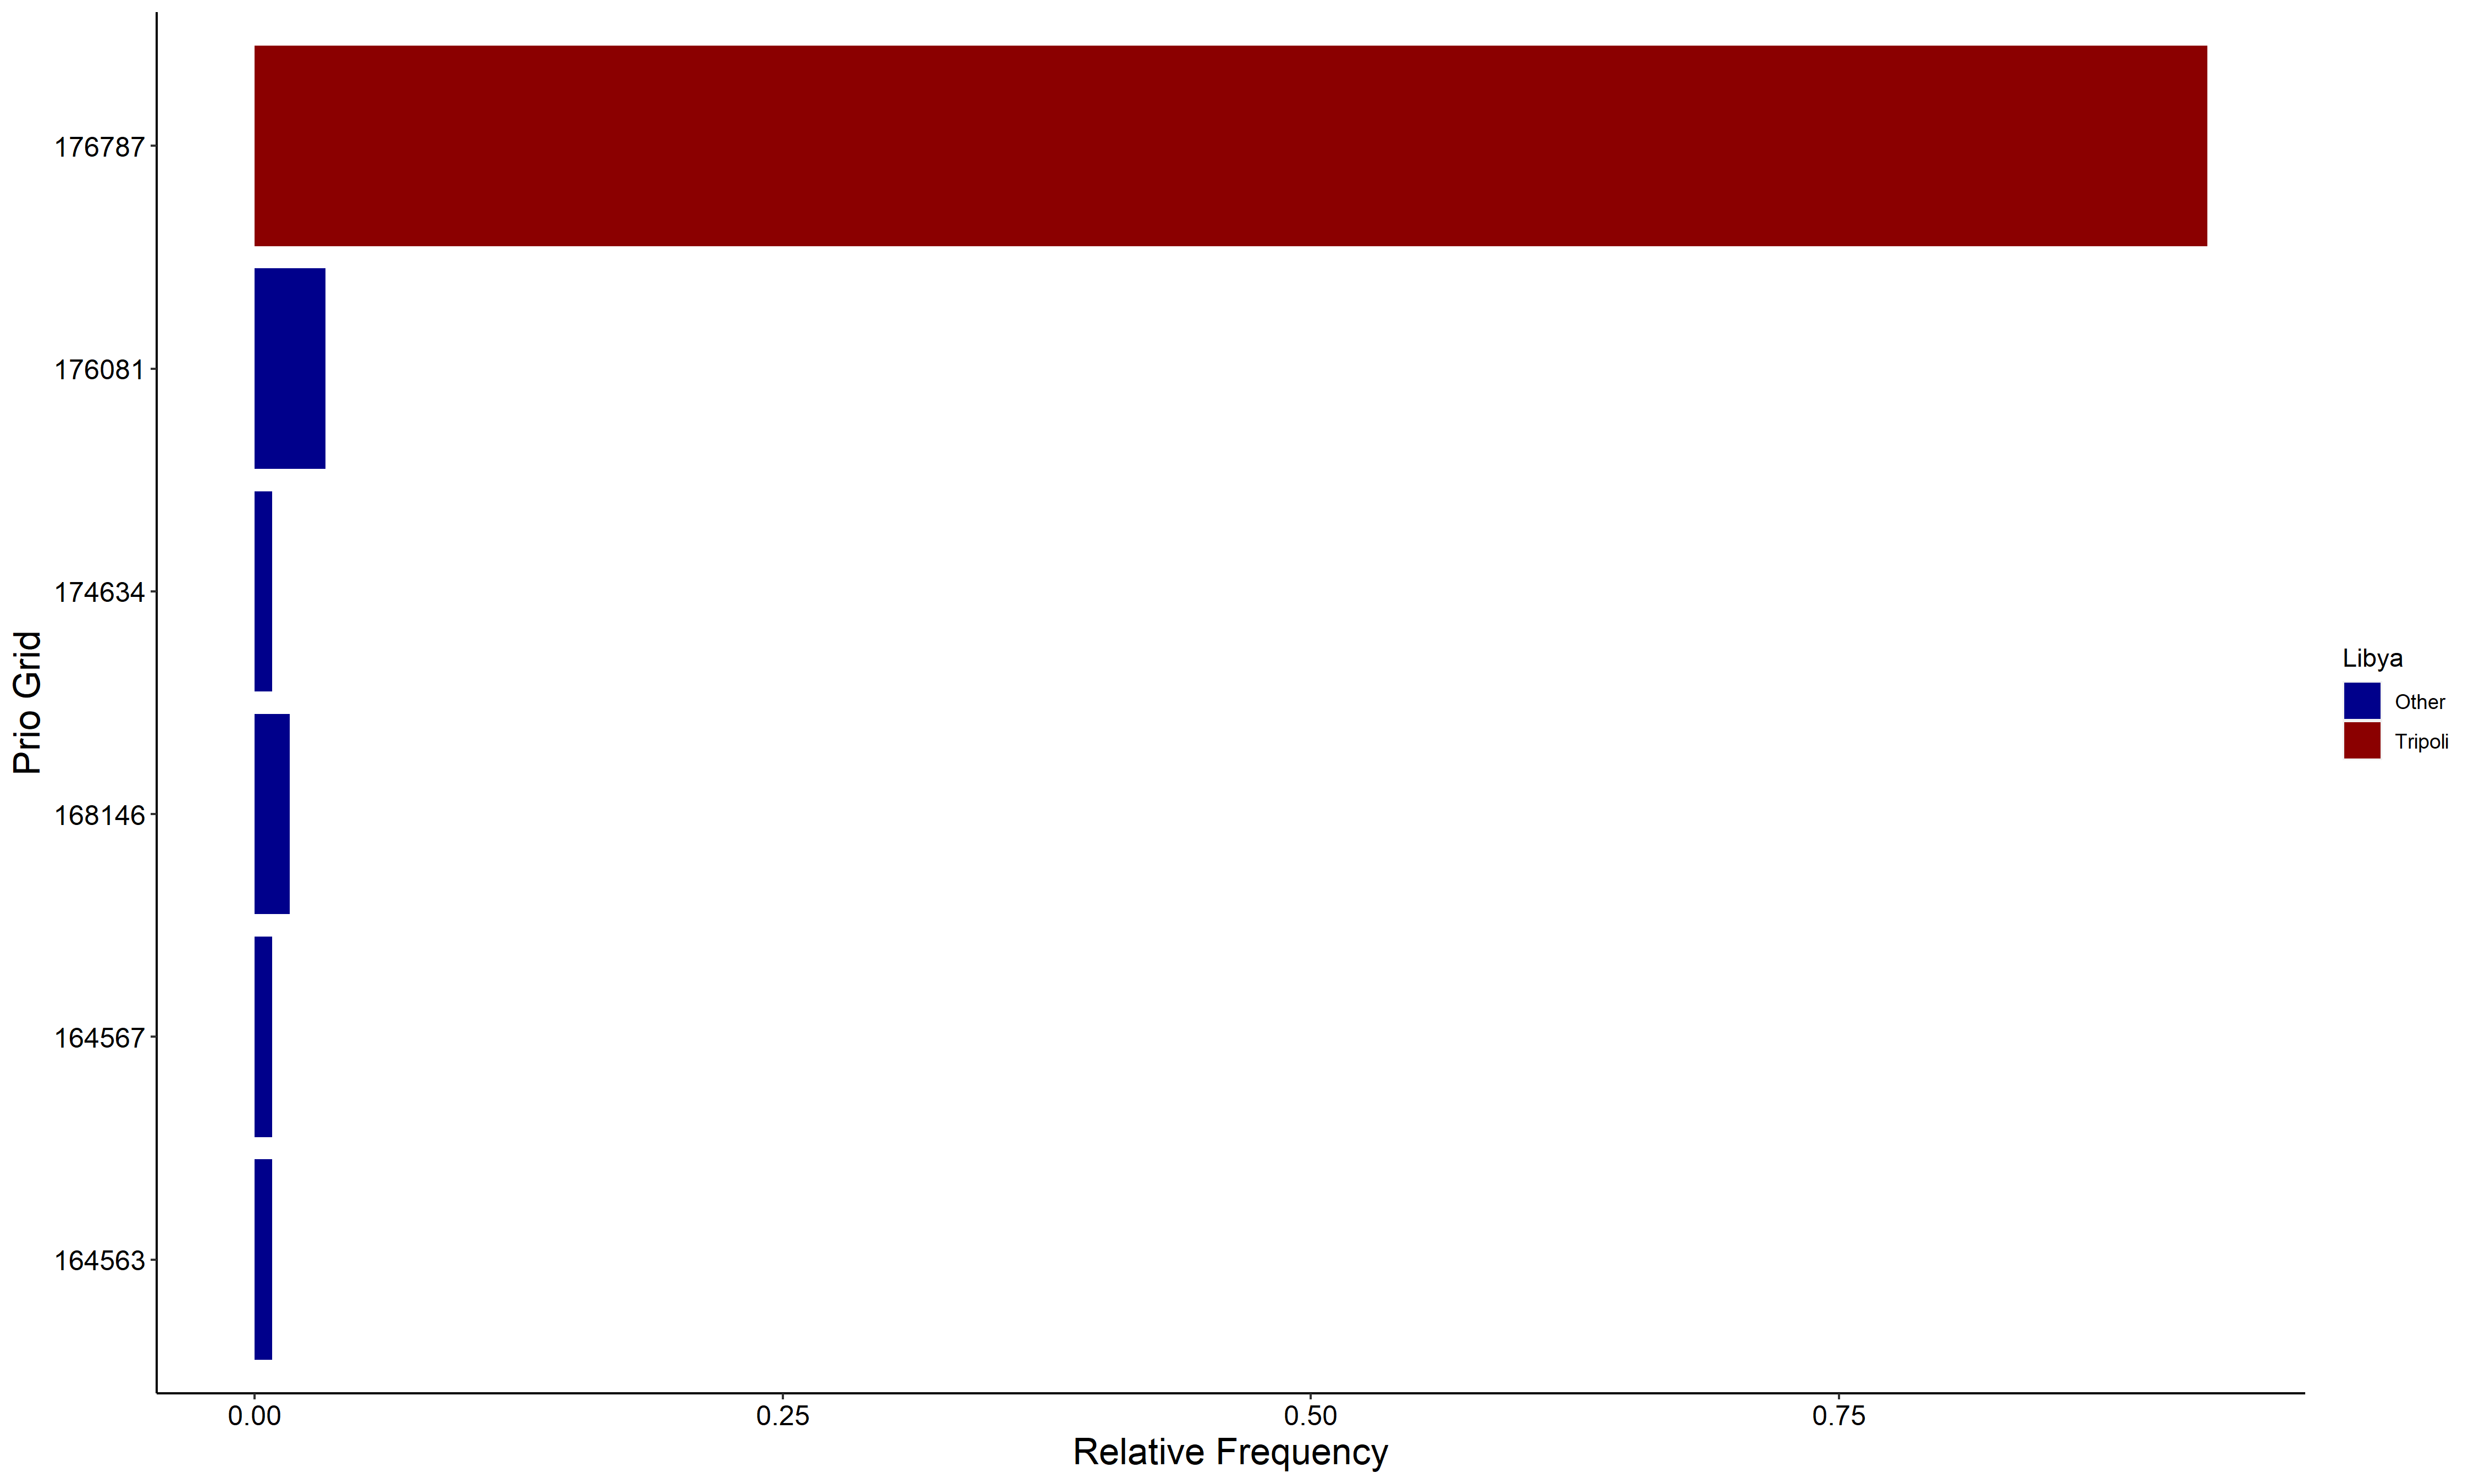 Prio Grid
176787
176081
174634
168146
164567
164563
0.00 0.25 0.50 0.75
Relative Frequency
Libya
Other
Tripoli